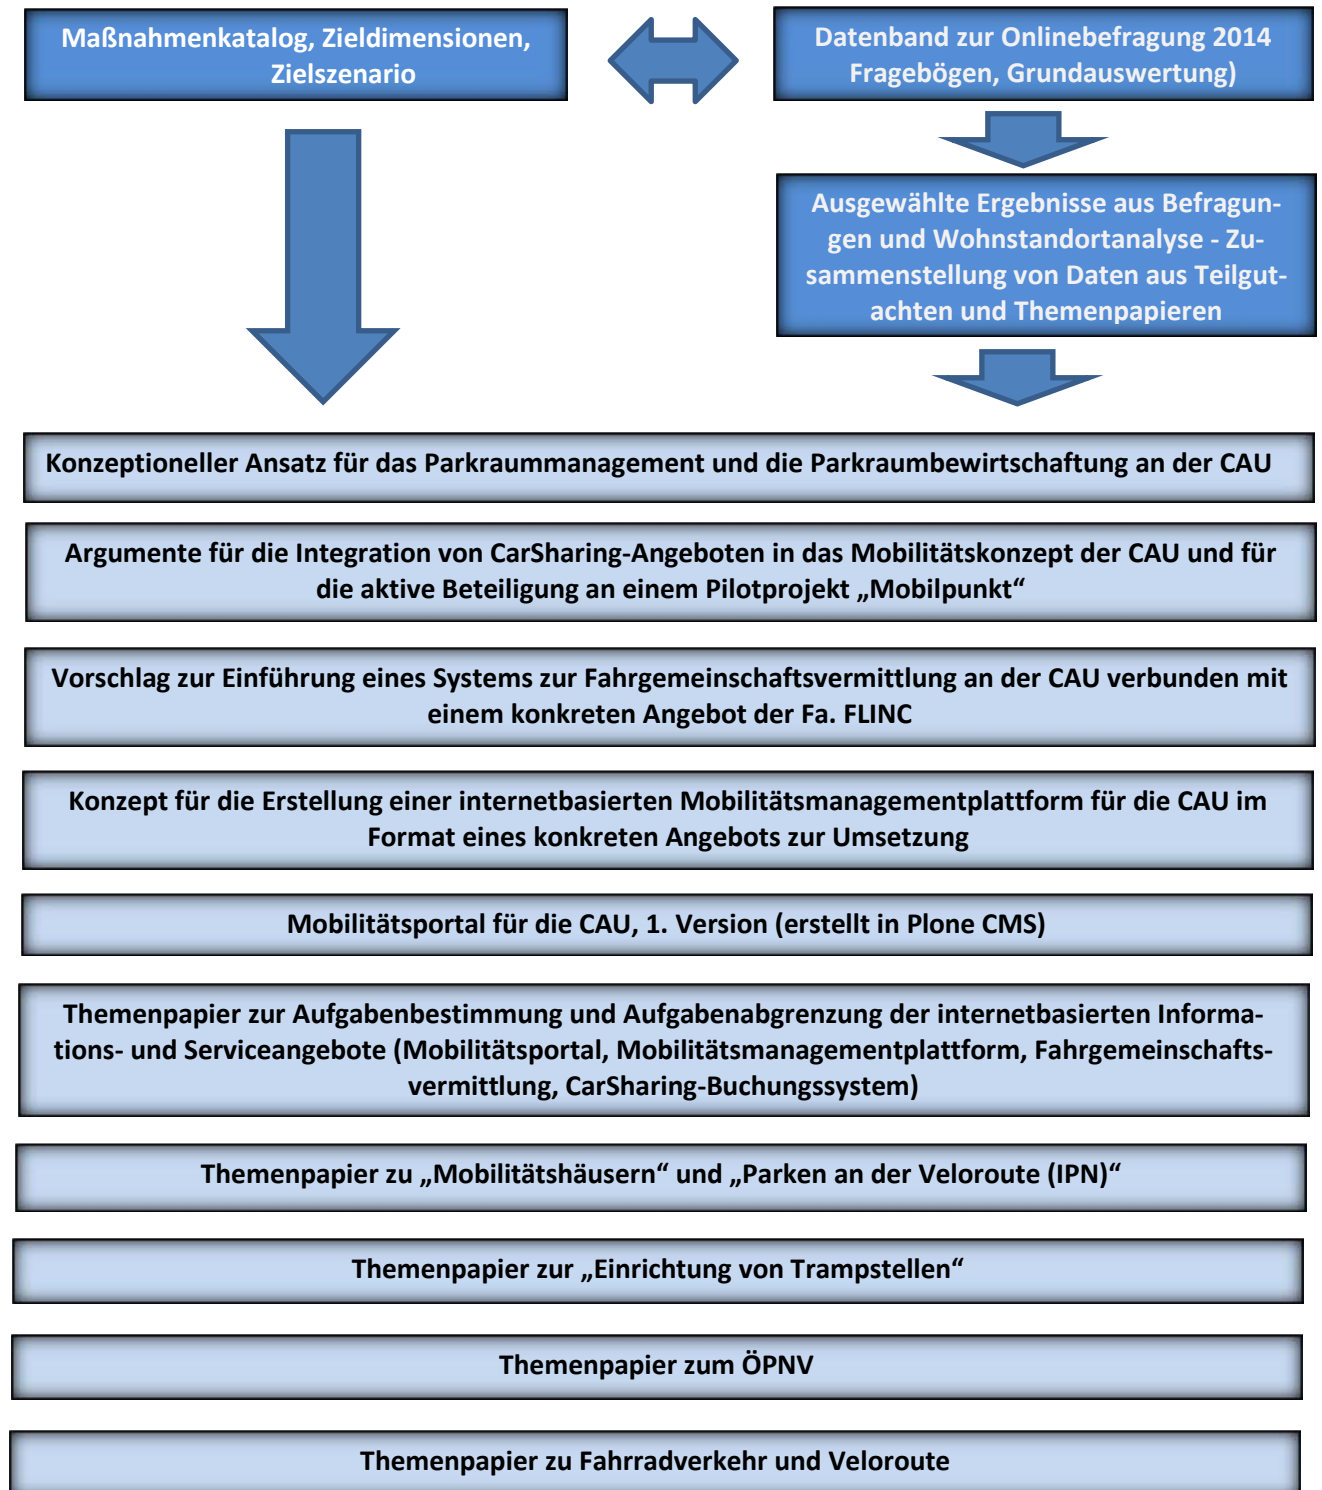 Maßnahmenkatalog, Zieldimensionen,
Zielszenario
Datenband zur Onlinebefragung 2014
Fragebögen, Grundauswertung)
Ausgewählte Ergebnisse aus Befragun-
gen und Wohnstandortanalyse - Zu-
sammenstellung von Daten aus Teilgut-
achten und Themenpapieren
Konzeptioneller Ansatz für das Parkraummanagement und die Parkraumbewirtschaftung an der CAU
Argumente für die Integration von CarSharing-Angeboten in das Mobilitätskonzept der CAU und für
die aktive Beteiligung an einem Pilotprojekt „Mobilpunkt“
Vorschlag zur Einführung eines Systems zur Fahrgemeinschaftsvermittlung an der CAU verbunden mit
einem konkreten Angebot der Fa. FLINC
Konzept für die Erstellung einer internetbasierten Mobilitätsmanagementplattform für die CAU im
Format eines konkreten Angebots zur Umsetzung
Mobilitätsportal für die CAU, 1. Version (erstellt in Plone CMS)
Themenpapier zur Aufgabenbestimmung und Aufgabenabgrenzung der internetbasierten Informa-
tions- und Serviceangebote (Mobilitätsportal, Mobilitätsmanagementplattform, Fahrgemeinschafts-
vermittlung, CarSharing-Buchungssystem)
Themenpapier zu „Mobilitätshäusern“ und „Parken an der Veloroute (IPN)“
Themenpapier zur „Einrichtung von Trampstellen“
Themenpapier zum ÖPNV
Themenpapier zu Fahrradverkehr und Veloroute